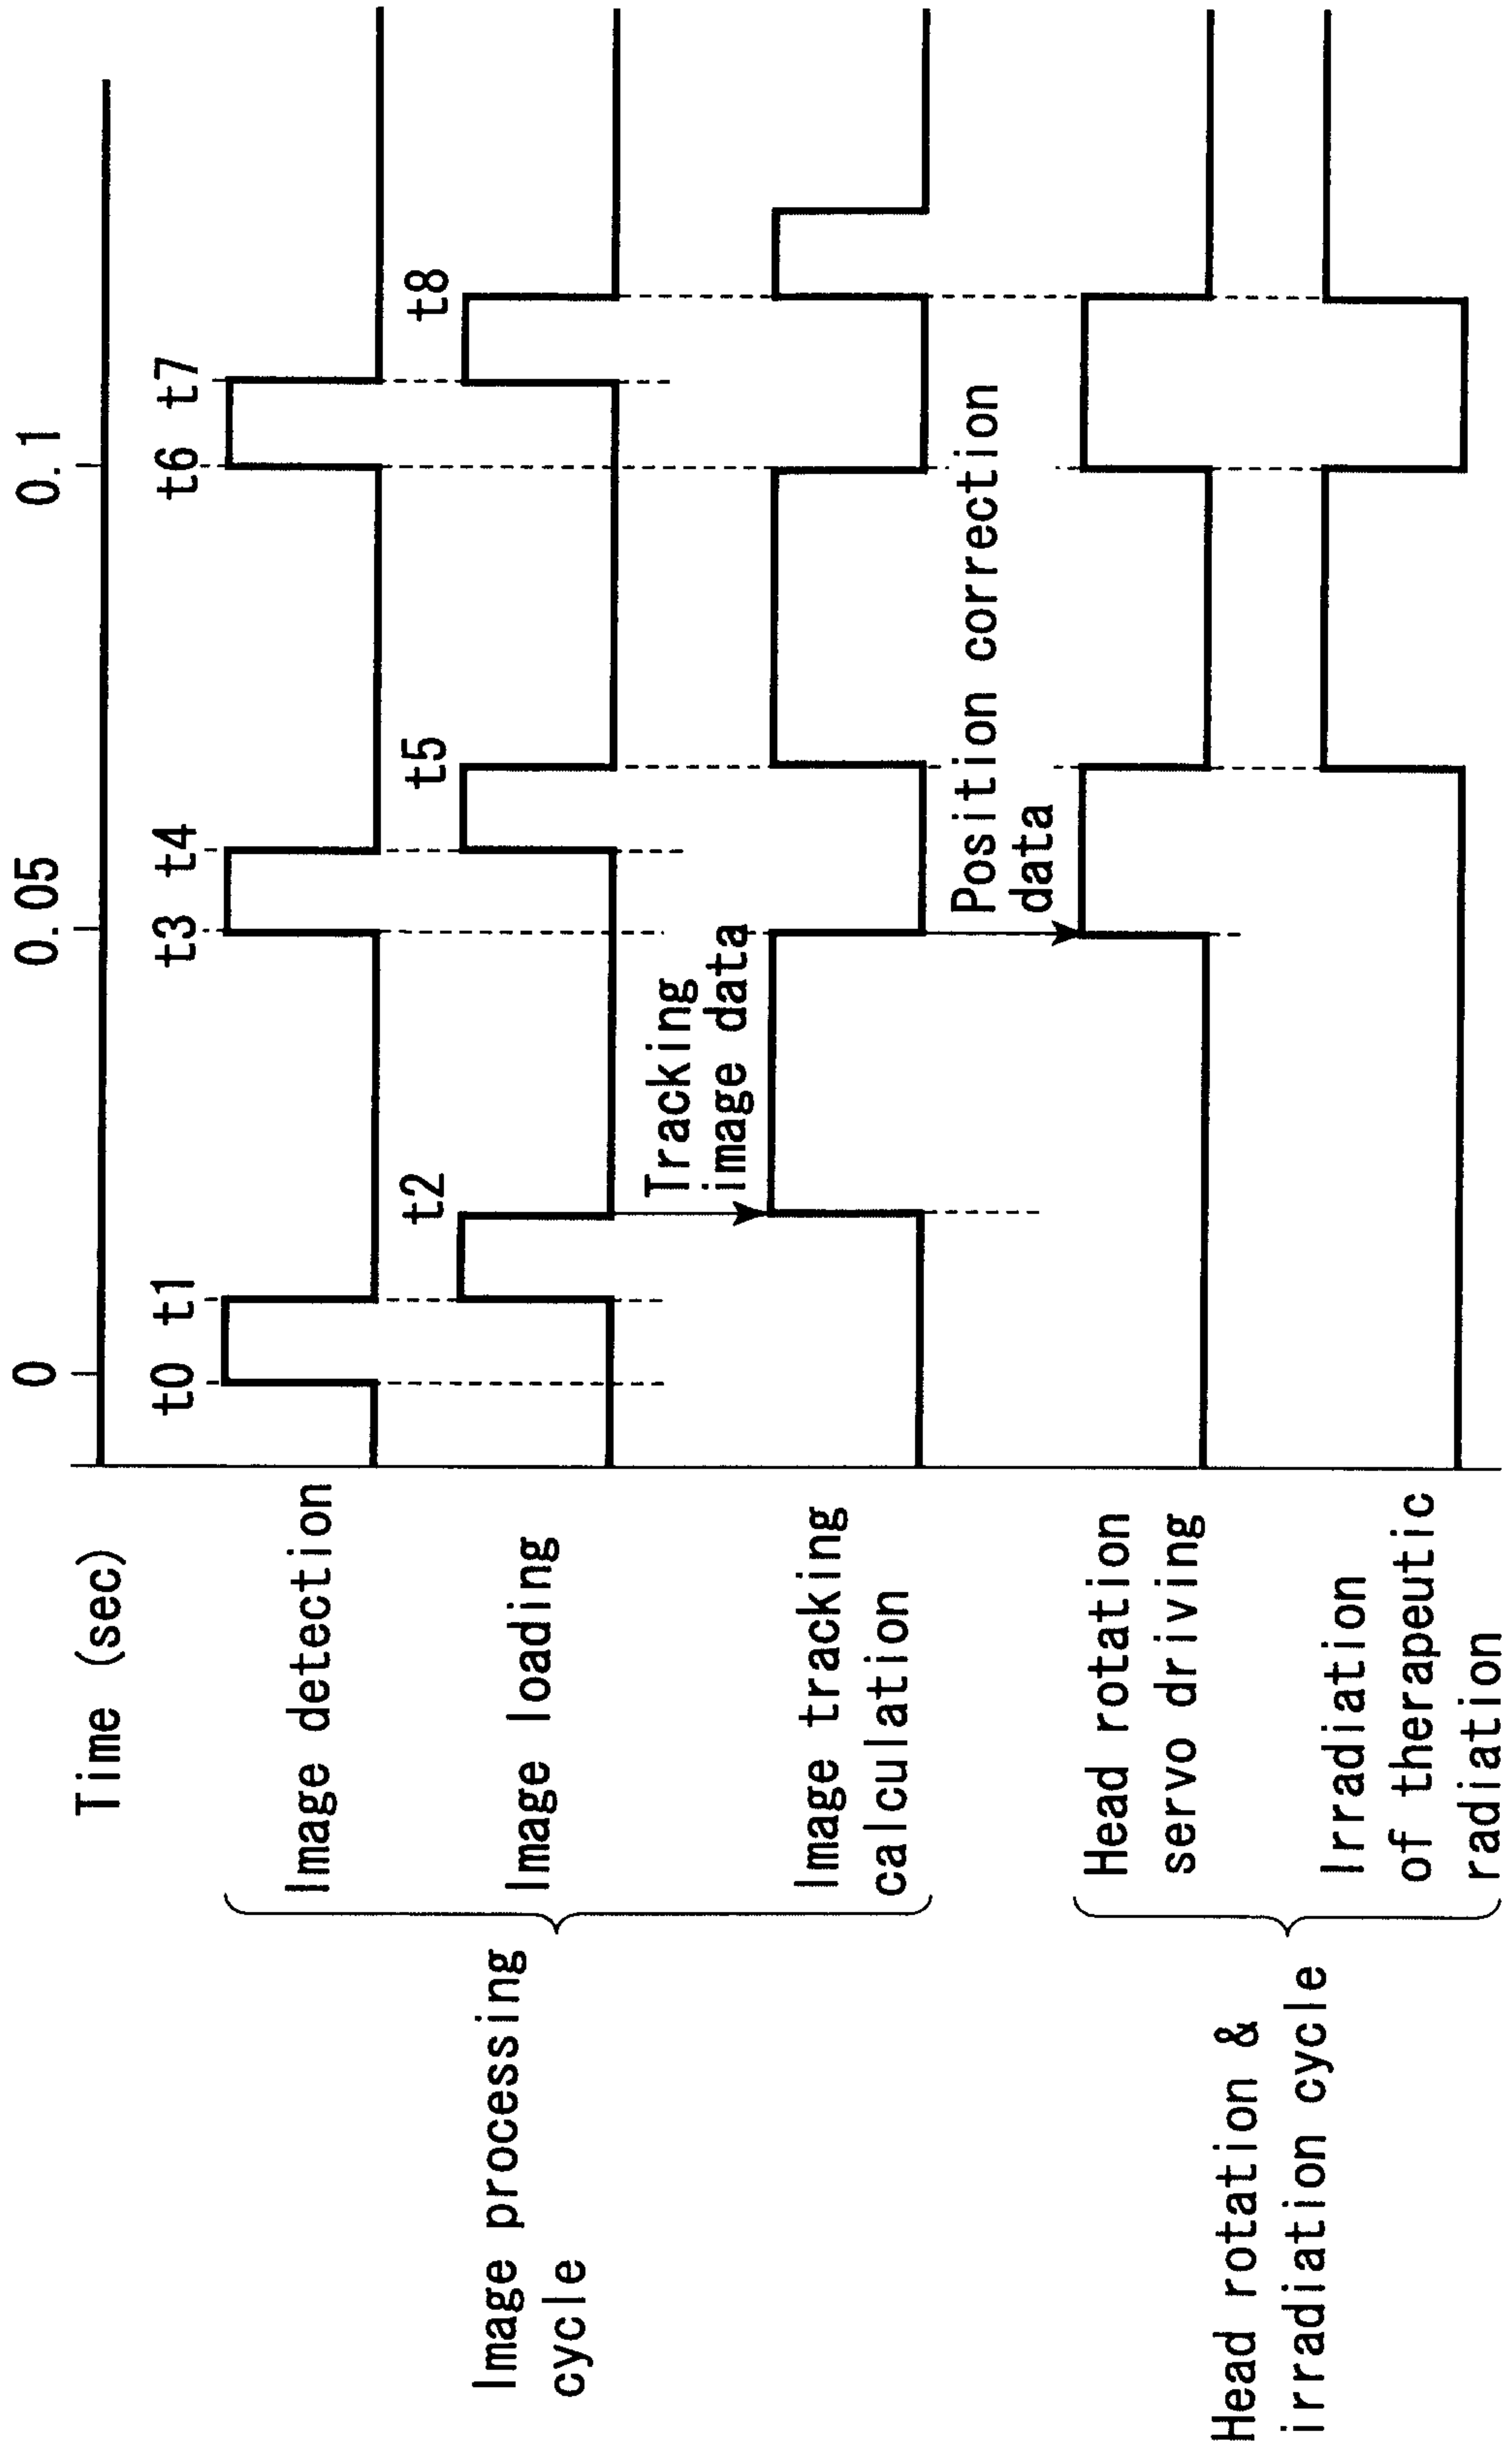 Time (sec)
0
0.05
0.1
t0
t1
t3
t4
t6
t7
Image detection
t2
t5
t8
Image loading
Image processing
cycle
Tracking
image data
Image tracking
calculation
Position correction
data
Head rotation
servo driving
Head rotation &
irradiation cycle
Irradiation
of therapeutic
radiation